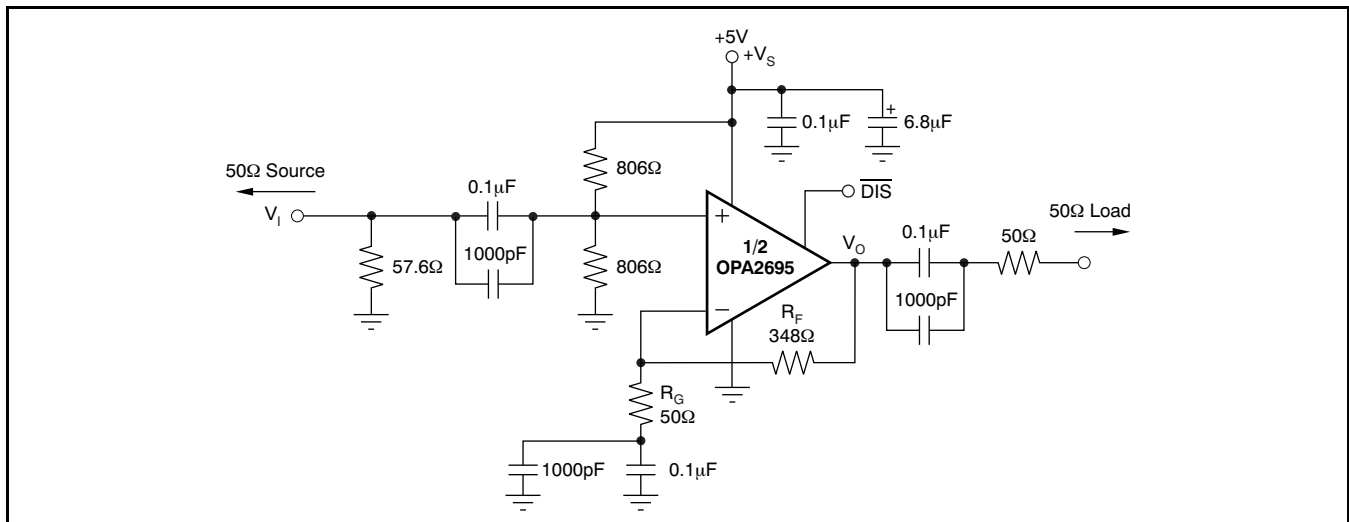 +5V
+V_S
0.1μF
6.8μF
+
806Ω
50Ω Source
0.1μF
DIS
V_I
+
50Ω Load
1/2
OPA2695
V_O
0.1μF
50Ω
57.6Ω
1000pF
806Ω
1000pF
−
R_F
348Ω
R_G
50Ω
1000pF
0.1μF